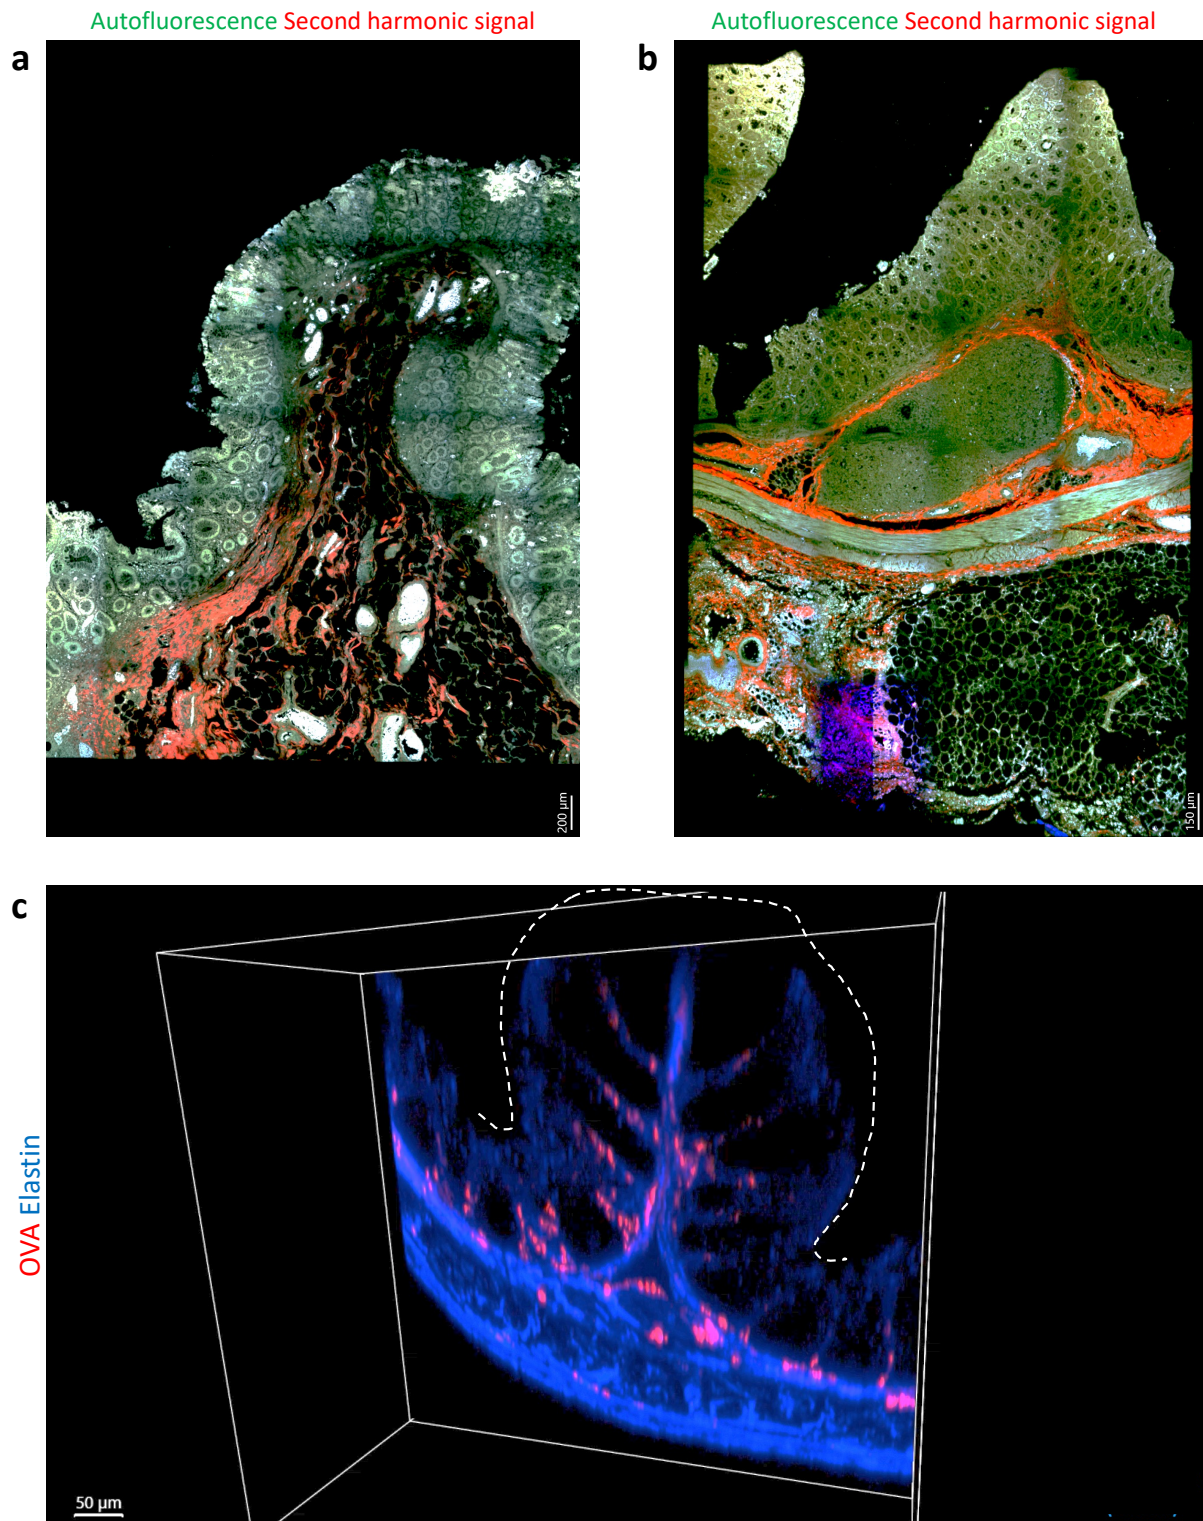 Autofluorescence Second harmonic signal
a
200 µm
Autofluorescence Second harmonic signal
b
150 µm
c
OVA Elastin
50 µm